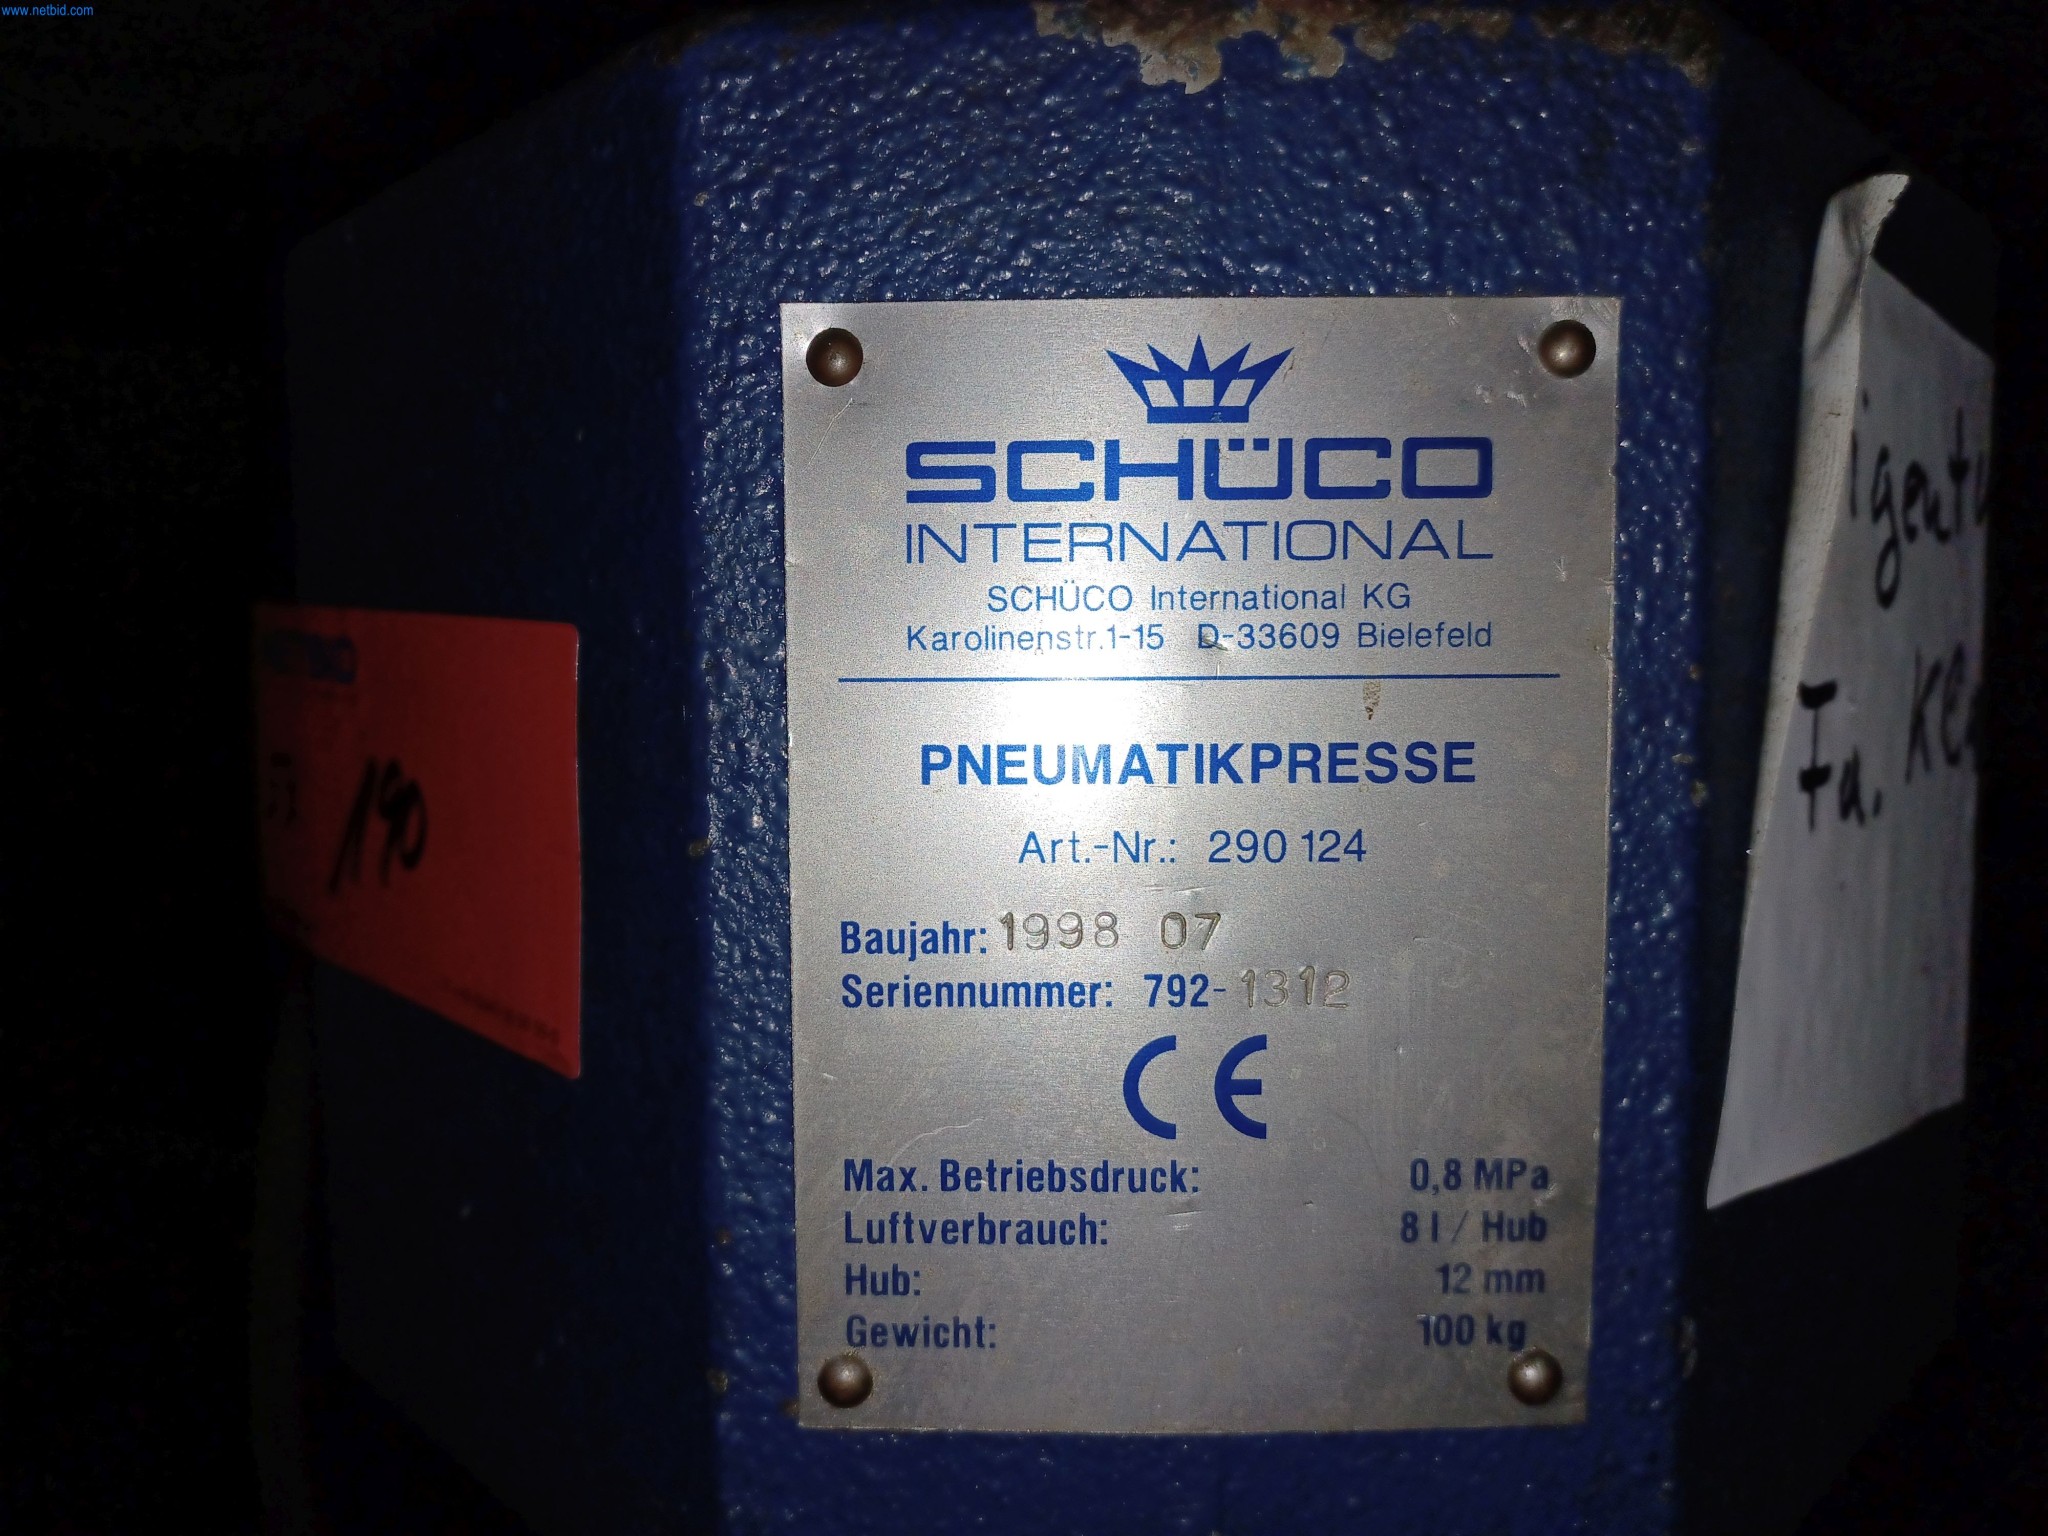 www.netbid.com
SCHÜCO
INTERNATIONAL
SCHÜCO International KG
Karolinenstr.1-15 D-33609 Bielefeld
PNEUMATIKPRESSE
Art.-Nr.: 290 124
Baujahr: 1998 07
Seriennummer: 792-1312
CE
Max. Betriebsdruck: 0,8 MPa
Luftverbrauch: 8 l / Hub
Hub: 12 mm
Gewicht: 100 kg
190
Fa.